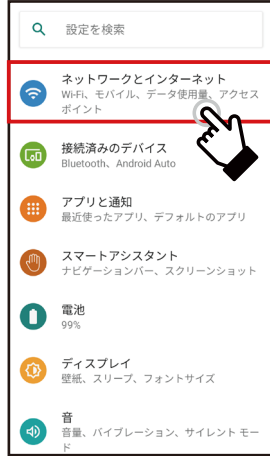 設定を検索
ネットワークとインターネット
Wi-Fi、モバイル、データ使用量、アクセス
ポイント
接続済みのデバイス
Bluetooth、Android Auto
アプリと通知
最近使ったアプリ、デフォルトのアプリ
スマートアシスタント
ナビゲーションバー、スクリーンショット
電池
99%
ディスプレイ
壁紙、スリープ、フォントサイズ
音
音量、バイブレーション、サイレント モー
ド